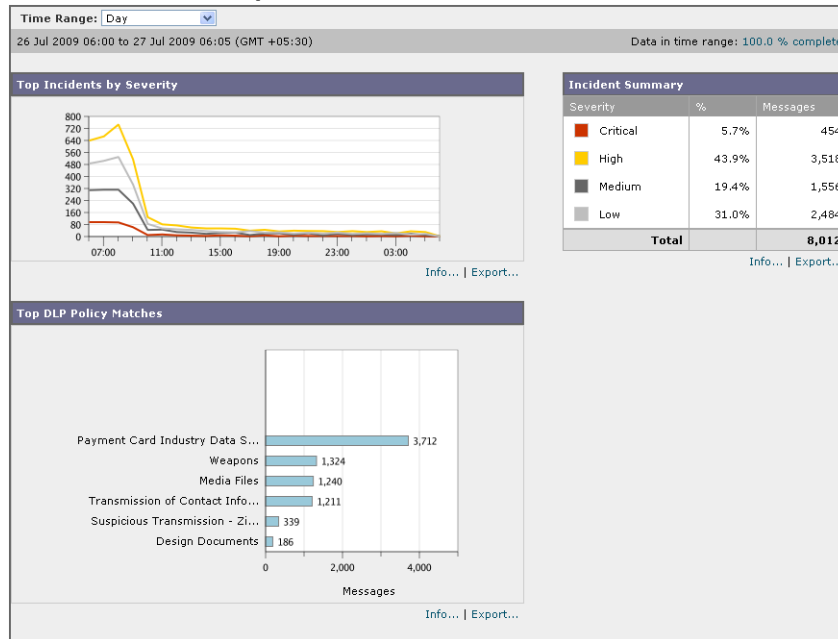 Time Range: Day
26 Jul 2009 06:00 to 27 Jul 2009 06:05 (GMT +05:30)
Data in time range: 100.0 % complete
Top Incidents by Severity
800
720
640
560
480
400
320
240
160
80
0
07:00 11:00 15:00 19:00 23:00 03:00
Info... | Export...
Incident Summary
Severity % Messages
Critical 5.7% 454
High 43.9% 3,518
Medium 19.4% 1,556
Low 31.0% 2,484
Total 8,012
Info... | Export...
Top DLP Policy Matches
Payment Card Industry Data S... 3,712
Weapons 1,324
Media Files 1,240
Transmission of Contact Info... 1,211
Suspicious Transmission - Zi... 339
Design Documents 186
0 2,000 4,000
Messages
Info... | Export...